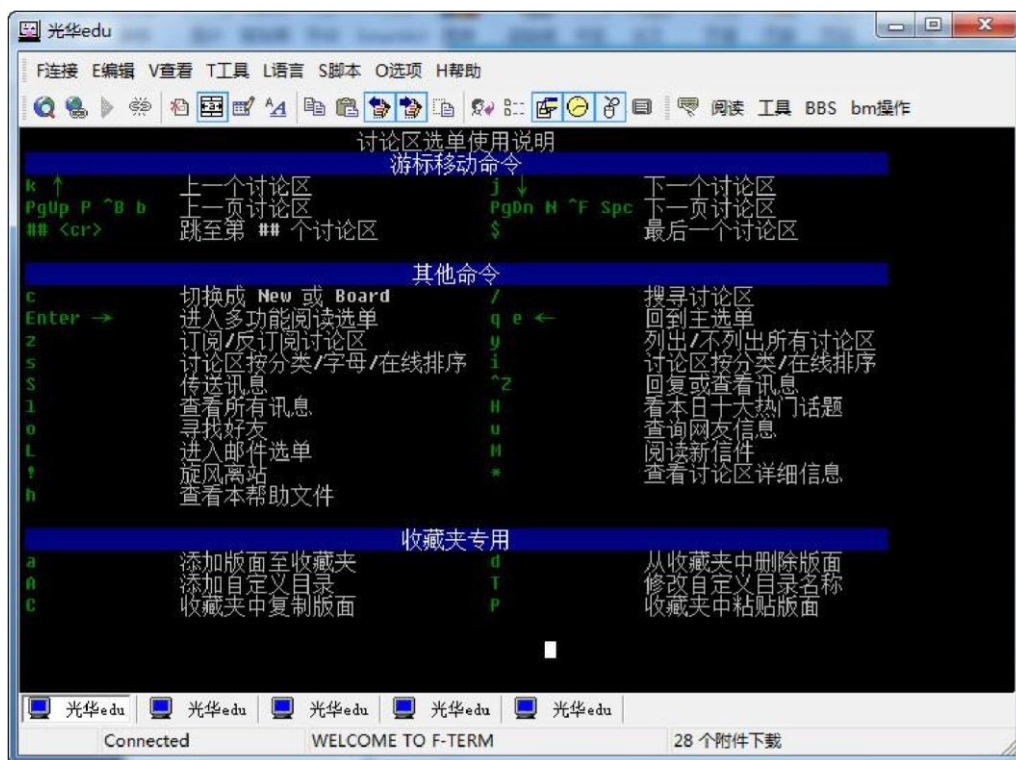 光华edu
F连接 E编辑 V查看 T工具 L语言 S脚本 O选项 H帮助
阅读 工具 BBS bm操作
讨论区选单使用说明
游标移动命令
k ↑ 上一个讨论区 j ↓ 下一个讨论区
PgUp P ^B b 上一页讨论区 PgDn N ^F Spc 下一页讨论区
## <cr> 跳至第 ## 个讨论区 $ 最后一个讨论区
其他命令
c 切换成 New 或 Board / 搜寻讨论区
Enter → 进入多功能阅读选单 q e ← 回到主选单
z 订阅/反订阅讨论区 y 列出/不列出所有讨论区
s 讨论区按分类/字母/在线排序 i 讨论区按分类/在线排序
S 传送讯息 ^Z 回复或查看讯息
l 查看所有讯息 H 看本日十大热门话题
o 寻找好友 u 查询网友信息
L 进入邮件选单 M 阅读新信件
! 旋风离站 * 查看讨论区详细信息
h 查看本帮助文件
收藏夹专用
a 添加版面至收藏夹 d 从收藏夹中删除版面
A 添加自定义目录 T 修改自定义目录名称
C 收藏夹中复制版面 P 收藏夹中粘贴版面
光华edu 光华edu 光华edu 光华edu 光华edu
Connected WELCOME TO F-TERM 28 个附件下载